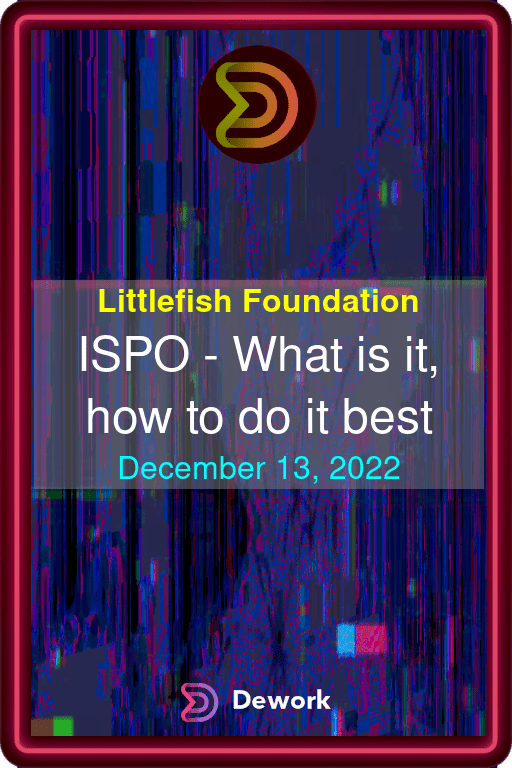 Littlefish Foundation
ISPO - What is it,
how to do it best
December 13, 2022
Dework